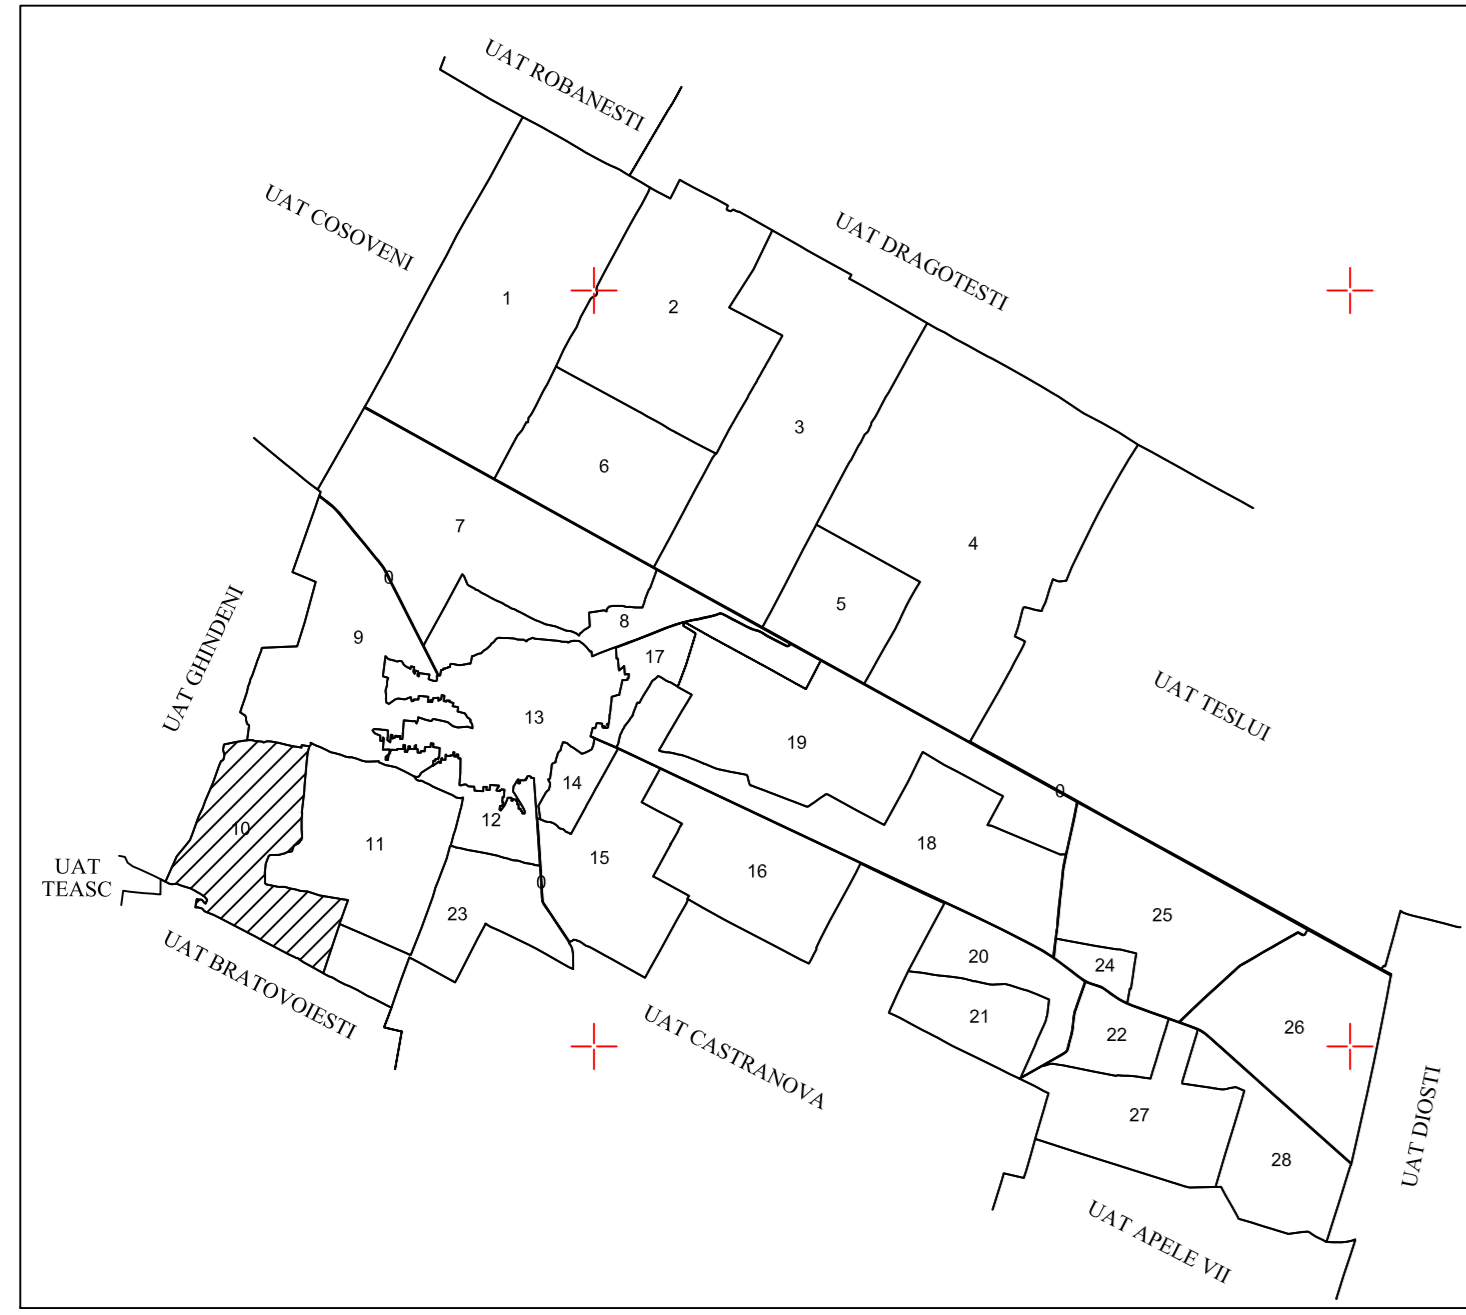 UAT ROBANESTI
UAT COSOVENI
UAT DRAGOTESTI
1
2
3
6
7
4
0
5
8
9
17
UAT GHINDENI
UAT TESLUI
13
19
14
0
10
12
11
18
15
16
UAT
TEASC
0
23
25
20
24
UAT BRATOVOIESTI
21
22
26
UAT CASTRANOVA
27
28
UAT DIOSTI
UAT APELE VII